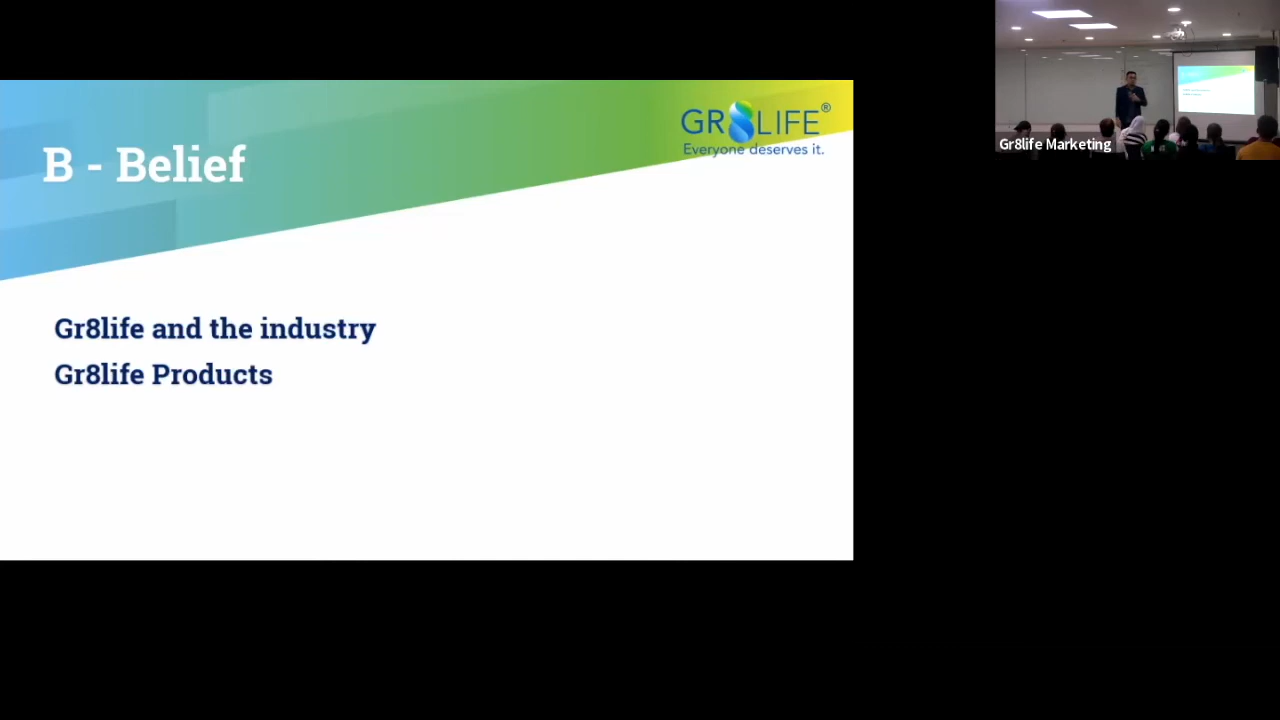 B - Belief
GR8LIFE®
Everyone deserves it.
Gr8life and the industry
Gr8life Products
Gr8life Marketing